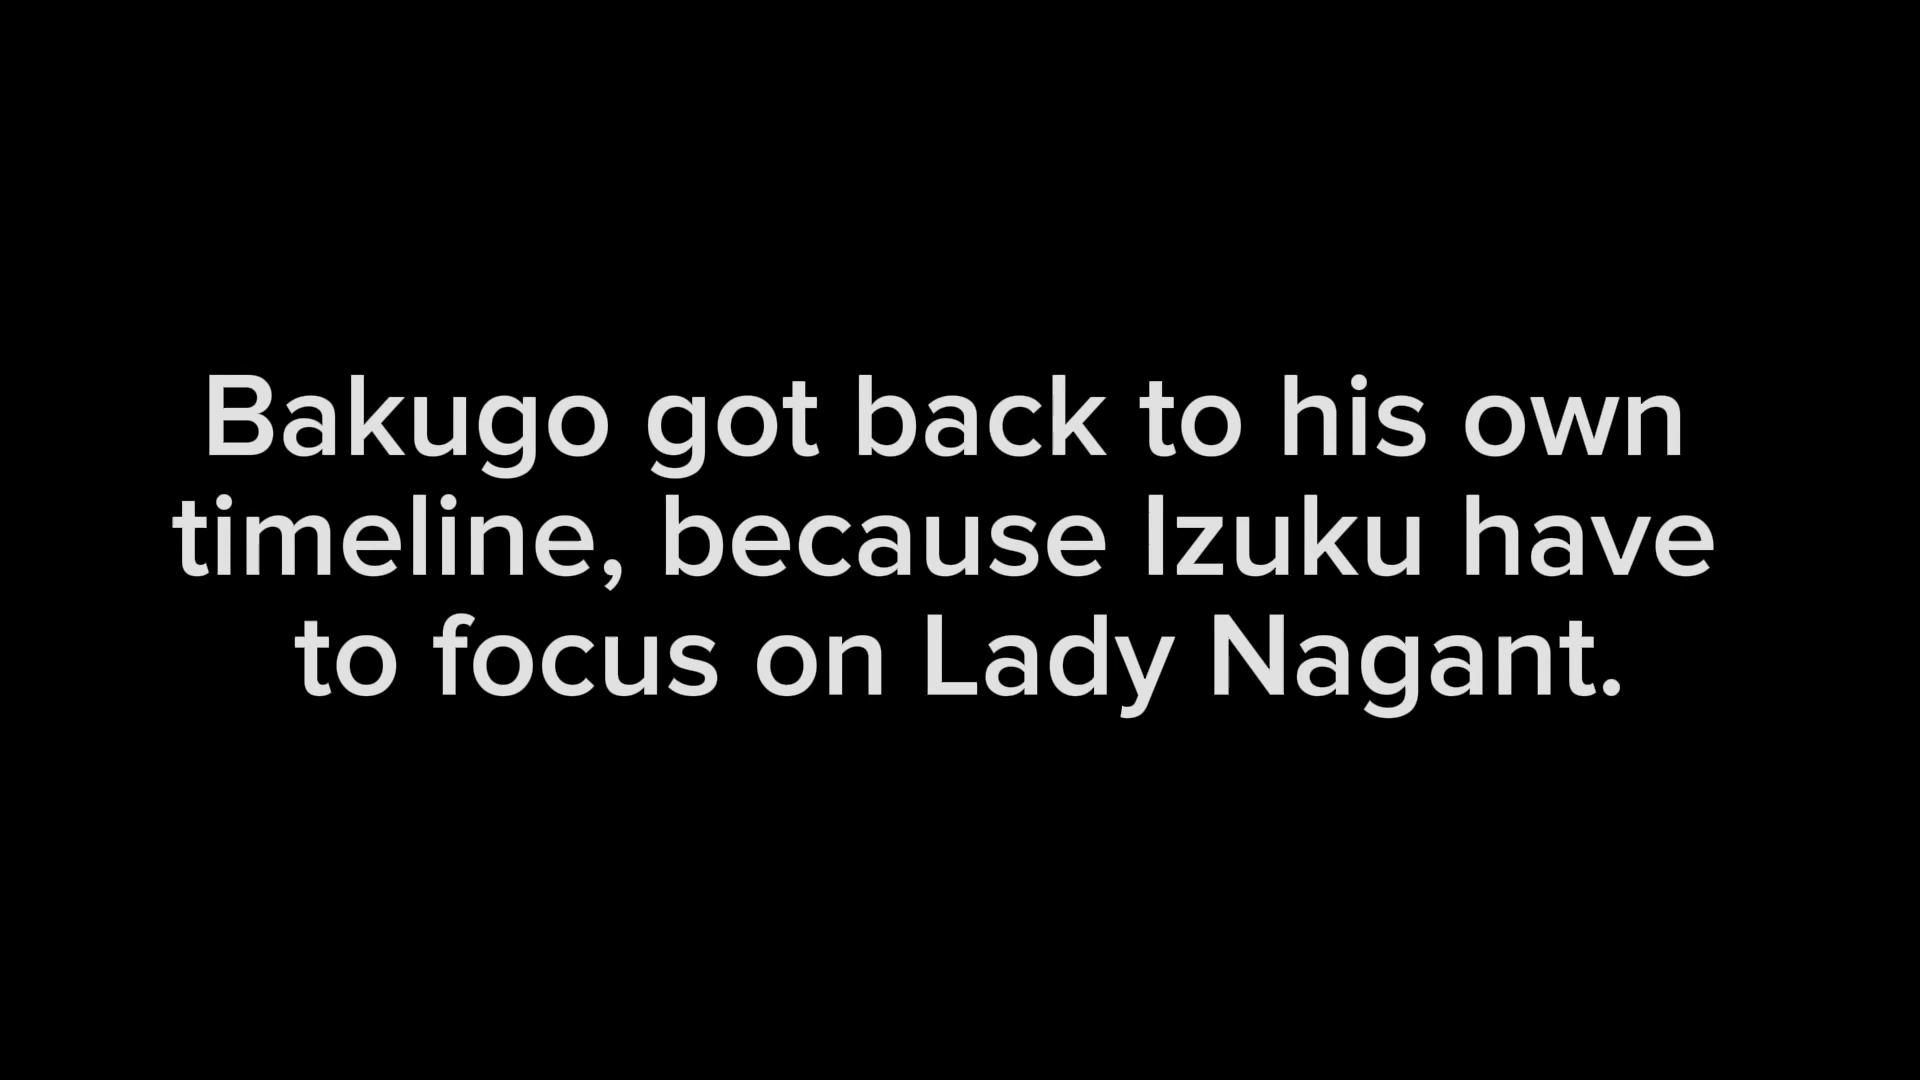 Bakugo got back to his own
timeline, because Izuku have
to focus on Lady Nagant.